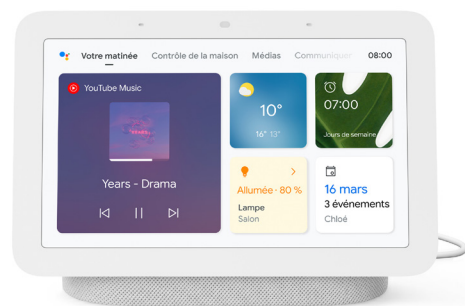 Votre matinée Contrôle de la maison Médias Communiquer 08:00
YouTube Music
Years - Drama
10°
16° 13°
07:00
Jours de semaine
Allumée · 80 %
Lampe
Salon
16 mars
3 événements
Chloé